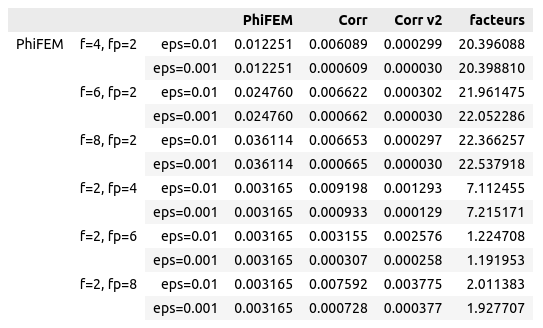 PhiFEM Corr Corr v2 facteurs
PhiFEM f=4, fp=2 eps=0.01 0.012251 0.006089 0.000299 20.396088
eps=0.001 0.012251 0.000609 0.000030 20.398810
f=6, fp=2 eps=0.01 0.024760 0.006622 0.000302 21.961475
eps=0.001 0.024760 0.000662 0.000030 22.052286
f=8, fp=2 eps=0.01 0.036114 0.006653 0.000297 22.366257
eps=0.001 0.036114 0.000665 0.000030 22.537918
f=2, fp=4 eps=0.01 0.003165 0.009198 0.001293 7.112455
eps=0.001 0.003165 0.000933 0.000129 7.215171
f=2, fp=6 eps=0.01 0.003165 0.003155 0.002576 1.224708
eps=0.001 0.003165 0.000307 0.000258 1.191953
f=2, fp=8 eps=0.01 0.003165 0.007592 0.003775 2.011383
eps=0.001 0.003165 0.000728 0.000377 1.927707